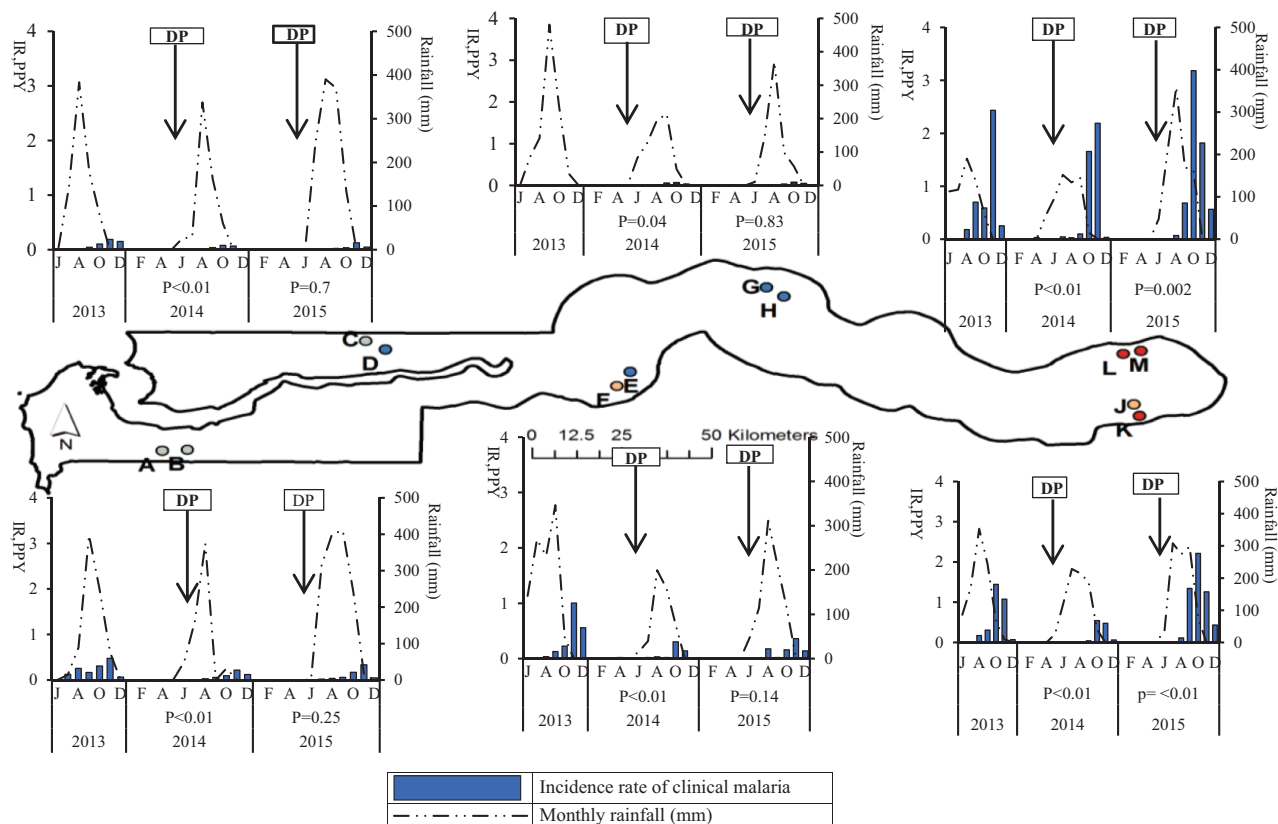 IR,PPY
4
3
2
1
0
DP
DP
500
400
300
200
100
0
Rainfall (mm)
J A O D F A J A O D F A J A O D
P<0.01
P=0.7
2013
2014
2015
IR,PPY
4
3
2
1
0
DP
DP
500
400
300
200
100
0
Rainfall (mm)
J A O D F A J A O D F A J A O D
P=0.04
P=0.83
2013
2014
2015
IR,PPY
4
3
2
1
0
DP
DP
500
400
300
200
100
0
Rainfall (mm)
J A O D F A J A O D F A J A O D
P<0.01
P=0.002
2013
2014
2015
C
D
G
H
E
F
L
M
J
K
A
B
N
0 12.5 25 50 Kilometers
IR,PPY
4
3
2
1
0
DP
DP
500
400
300
200
100
0
Rainfall (mm)
J A O D F A J A O D F A J A O D
P<0.01
P=0.25
2013
2014
2015
IR,PPY
4
3
2
1
0
DP
DP
500
400
300
200
100
0
Rainfall (mm)
J A O D F A J A O D F A J A O D
P<0.01
P=0.14
2013
2014
2015
IR,PPY
4
3
2
1
0
DP
DP
500
400
300
200
100
0
Rainfall (mm)
J A O D F A J A O D F A J A O D
P<0.01
p= <0.01
2013
2014
2015
Incidence rate of clinical malaria
Monthly rainfall (mm)